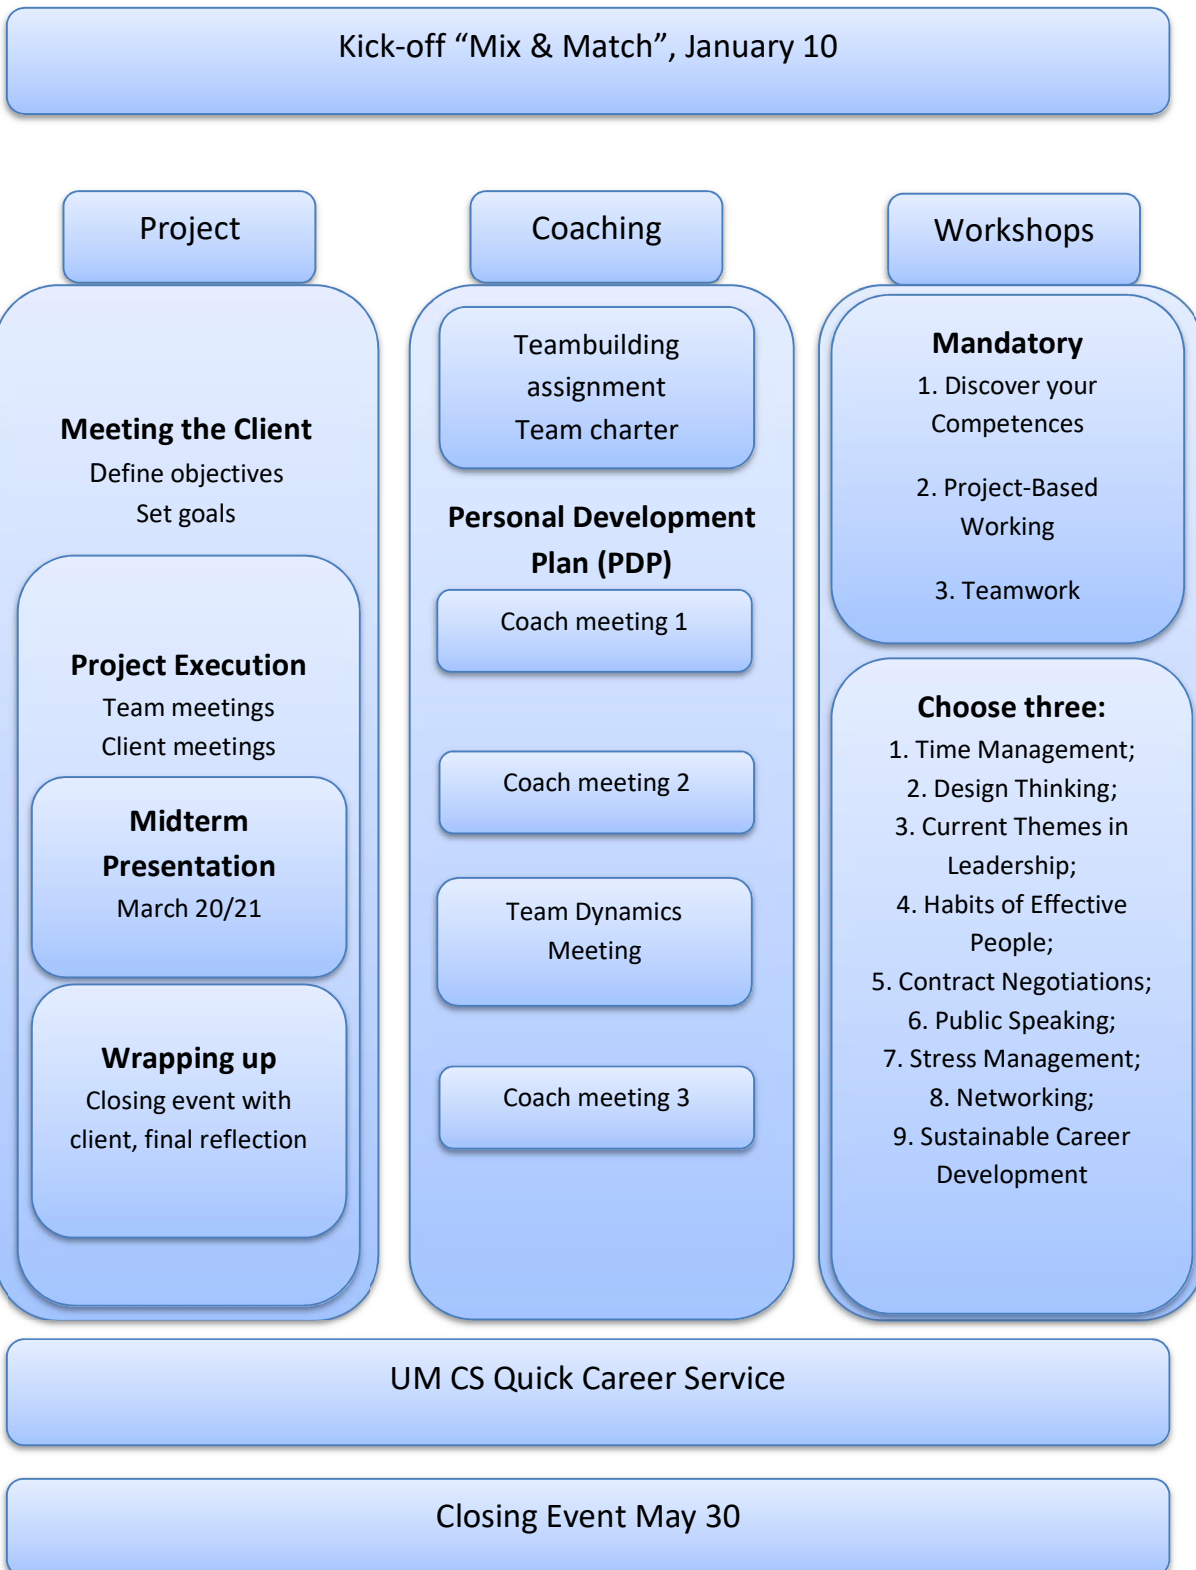 Kick-off “Mix & Match”, January 10
Project
Meeting the Client
Define objectives
Set goals
Project Execution
Team meetings
Client meetings
Midterm
Presentation
March 20/21
Wrapping up
Closing event with
client, final reflection
Coaching
Teambuilding
assignment
Team charter
Personal Development
Plan (PDP)
Coach meeting 1
Coach meeting 2
Team Dynamics
Meeting
Coach meeting 3
Workshops
Mandatory
1. Discover your
Competences
2. Project-Based
Working
3. Teamwork
Choose three:
1. Time Management;
2. Design Thinking;
3. Current Themes in
Leadership;
4. Habits of Effective
People;
5. Contract Negotiations;
6. Public Speaking;
7. Stress Management;
8. Networking;
9. Sustainable Career
Development
UM CS Quick Career Service
Closing Event May 30